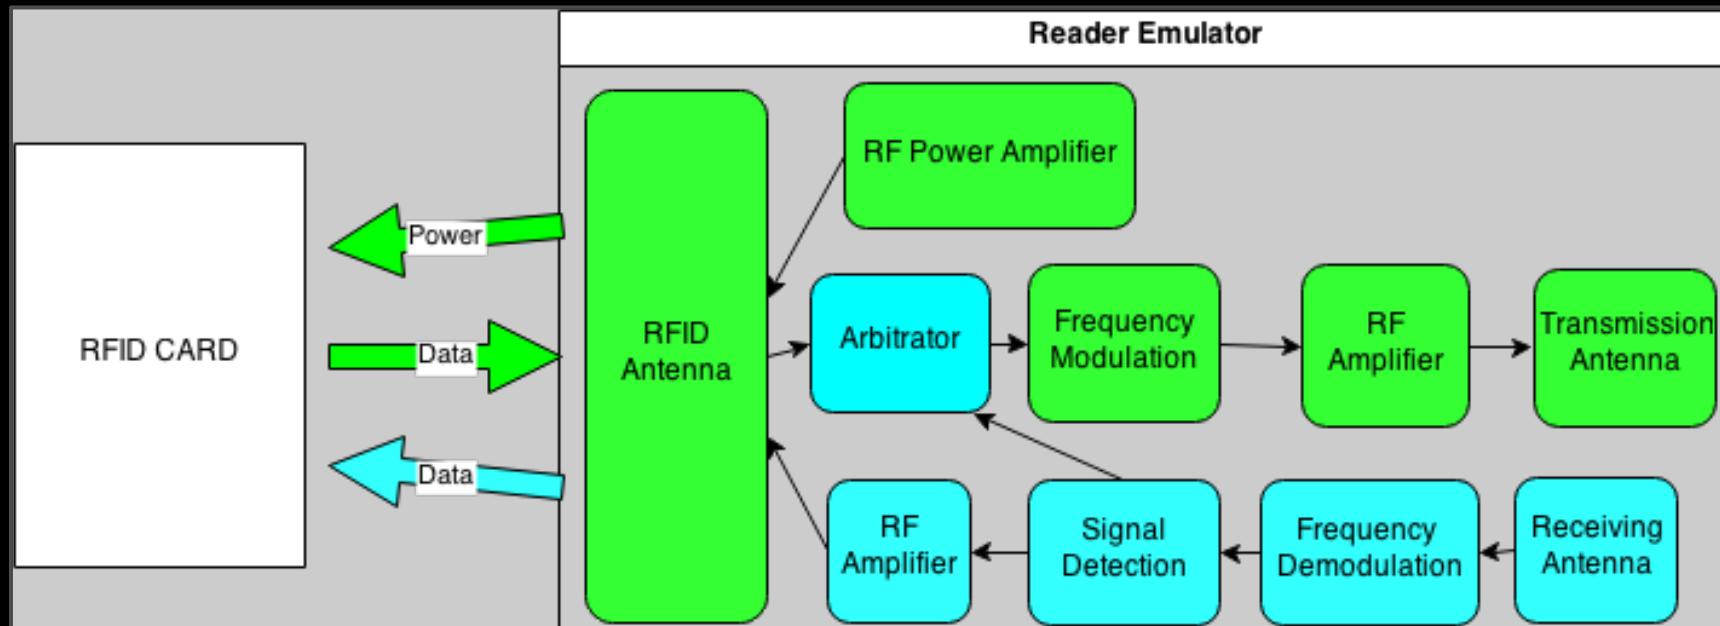 Reader Emulator
RF Power Amplifier
Power
RFID CARD
Data
RFID
Antenna
Arbitrator
Frequency
Modulation
RF
Amplifier
Transmission
Antenna
Data
RF
Amplifier
Signal
Detection
Frequency
Demodulation
Receiving
Antenna